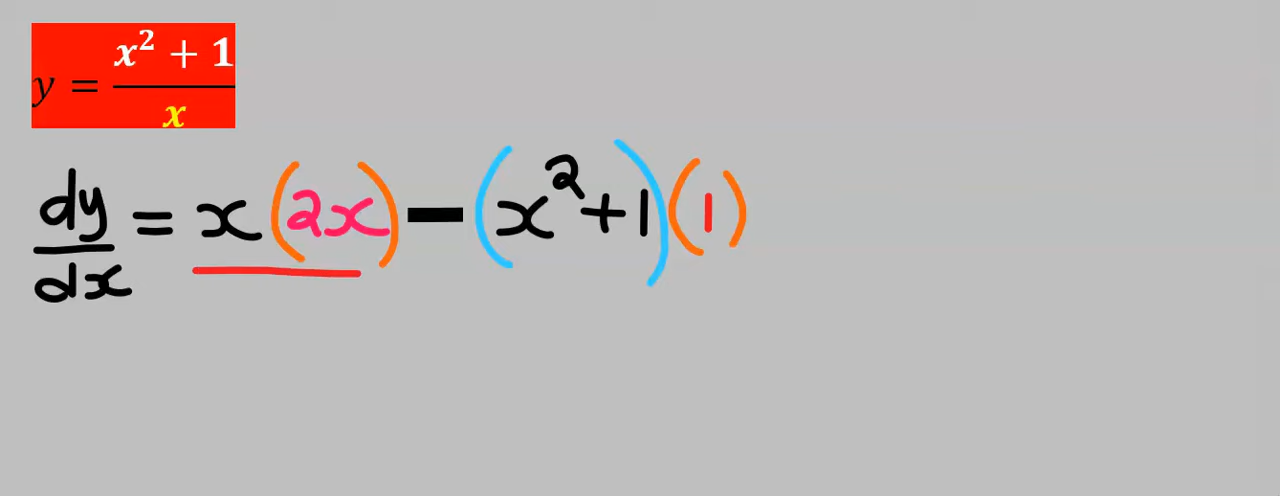 y = x² + 1 / x
dy/dx = x(2x) − (x² + 1)(1)